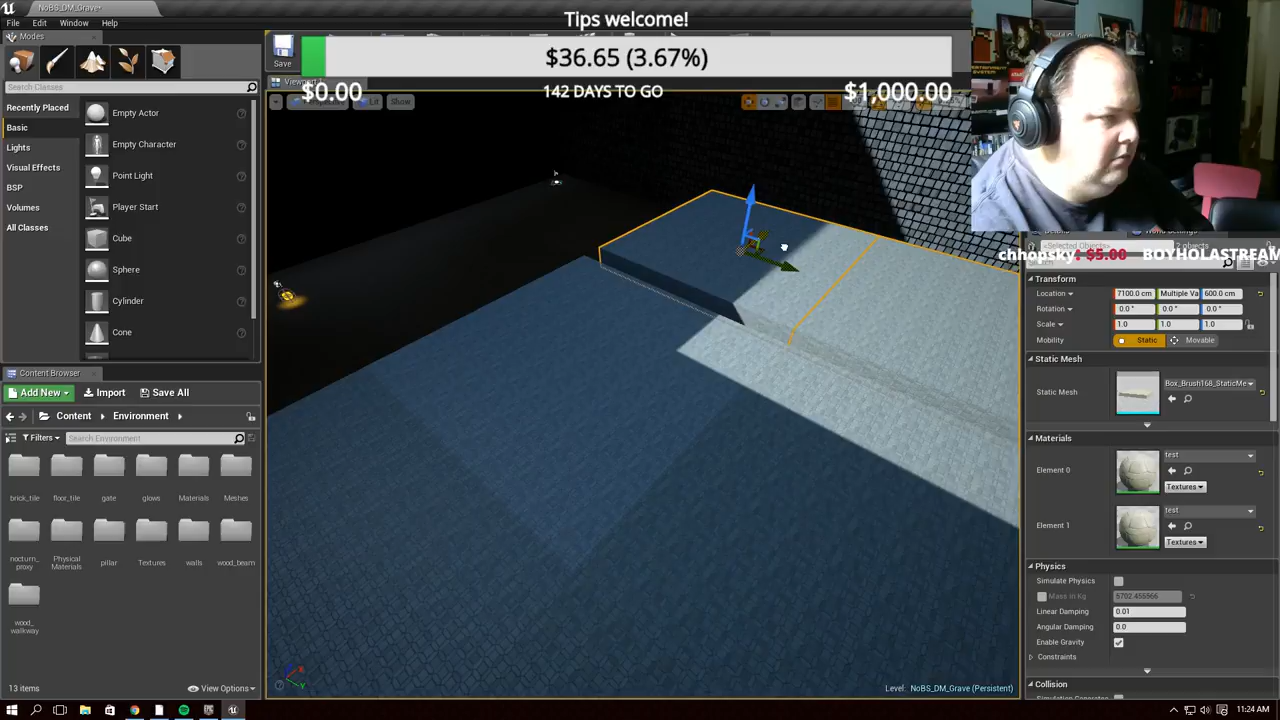 NoBS_DM_Grave*
File Edit Window Help
Modes
Search Classes
Recently Placed
Basic
Lights
Visual Effects
BSP
Volumes
All Classes
Empty Actor
Empty Character
Point Light
Player Start
Cube
Sphere
Cylinder
Cone
Save
Tips welcome!
$36.65 (3.67%)
$0.00 142 DAYS TO GO $1,000.00
Lit Show
Content Browser
Add New Import Save All
Content Environment
Filters Search Environment
brick_tile floor_tile gate glows Materials Meshes
nocturn_proxy Physical Materials pillar Textures walls wood_beam
wood_walkway
13 items View Options
Level: NoBS_DM_Grave (Persistent)
chhopsky: $5.00 BOYHOLASTREAM
Transform
Location 7100.0 cm Multiple Va 600.0 cm
Rotation 0.0 ° 0.0 ° 0.0 °
Scale 1.0 1.0 1.0
Mobility Static Movable
Static Mesh
Static Mesh Box_Brush168_StaticMe
Materials
Element 0 test
Textures
Element 1 test
Textures
Physics
Simulate Physics
Mass in Kg
Linear Damping 0.01
Angular Damping 0.0
Enable Gravity
Constraints
Collision
11:24 AM